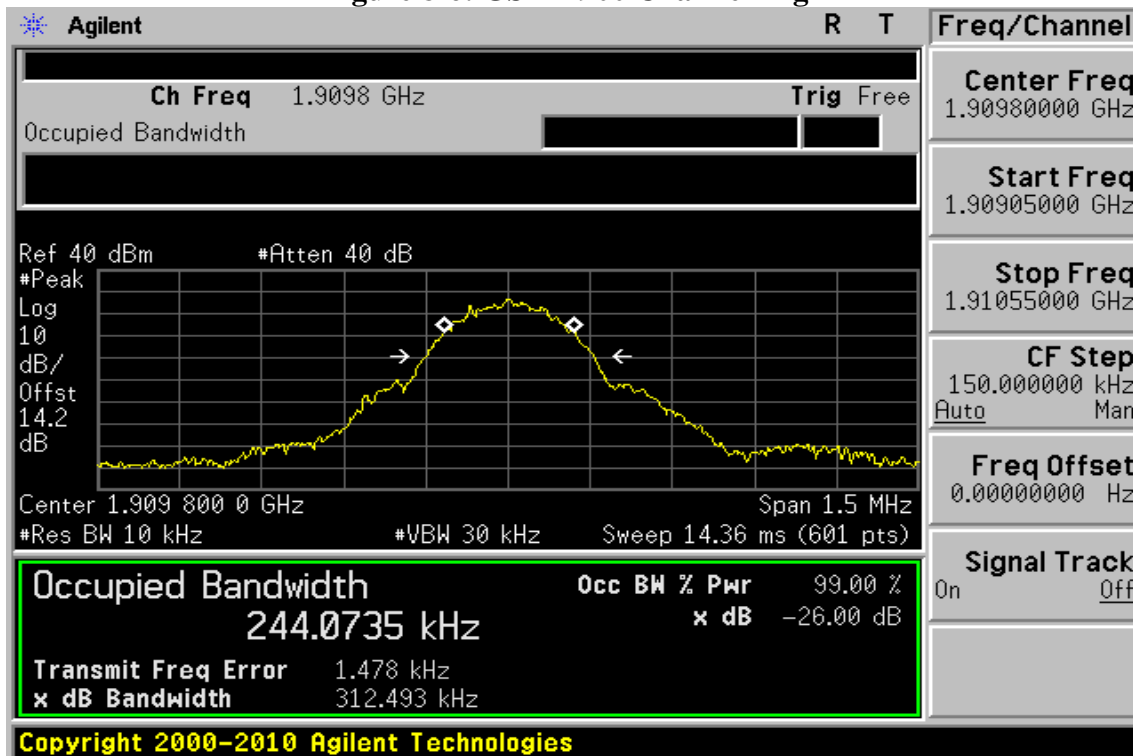 Agilent R T Freq/Channel
Ch Freq 1.9098 GHz Trig Free
Occupied Bandwidth
Center Freq
1.90980000 GHz
Start Freq
1.90905000 GHz
Stop Freq
1.91055000 GHz
CF Step
150.000000 kHz
Auto Man
Freq Offset
0.00000000 Hz
Signal Track
On Off
Ref 40 dBm #Atten 40 dB
#Peak
Log
10
dB/
Offst
14.2
dB
Center 1.909 800 0 GHz Span 1.5 MHz
#Res BW 10 kHz #VBW 30 kHz Sweep 14.36 ms (601 pts)
Occupied Bandwidth Occ BW % Pwr 99.00 %
244.0735 kHz x dB -26.00 dB
Transmit Freq Error 1.478 kHz
x dB Bandwidth 312.493 kHz
Copyright 2000-2010 Agilent Technologies